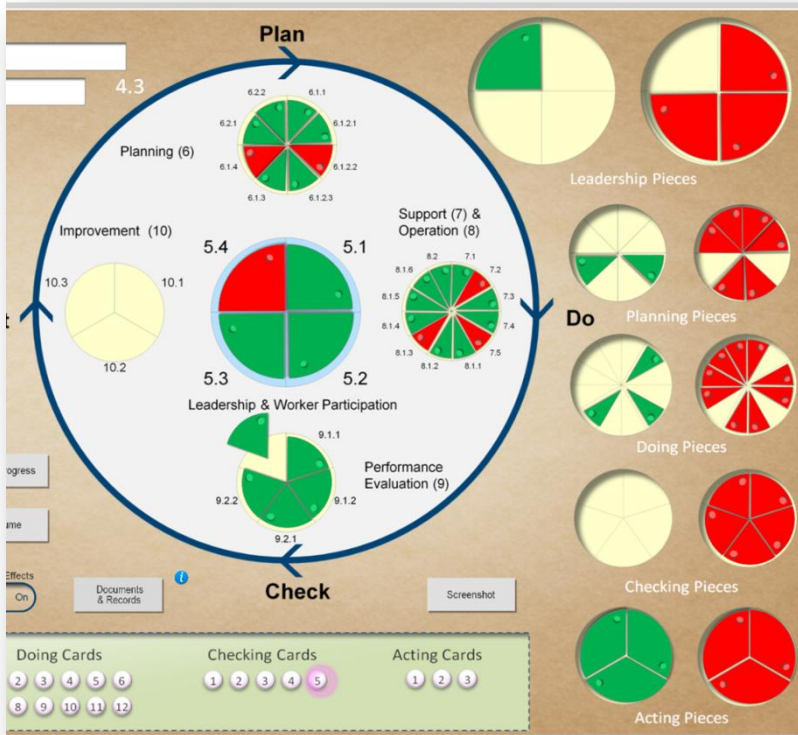 Plan
4.3
6.2.2
6.1.1
6.2.1
6.1.2.1
Planning (6)
6.1.4
6.1.2.2
6.1.3
6.1.2.3
Improvement (10)
10.3
10.1
10.2
Support (7) &
Operation (8)
8.2
7.1
8.1.6
7.2
8.1.5
7.3
8.1.4
7.4
8.1.3
7.5
8.1.2
8.1.1
5.4
5.1
5.3
5.2
Leadership & Worker Participation
9.1.1
Performance
Evaluation (9)
9.2.2
9.1.2
9.2.1
Do
Check
Leadership Pieces
Planning Pieces
Doing Pieces
Checking Pieces
Acting Pieces
On
Documents
& Records
i
Screenshot
Doing Cards
2 3 4 5 6
8 9 10 11 12
Checking Cards
1 2 3 4 5
Acting Cards
1 2 3